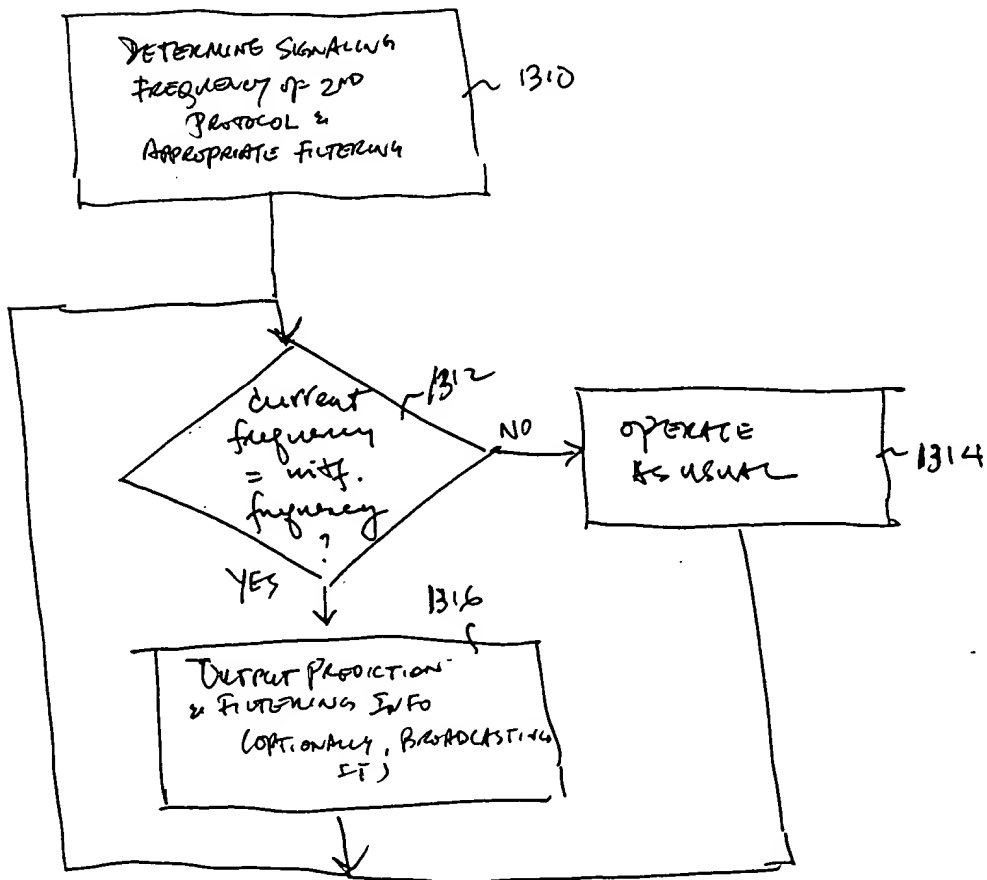 DETERMINE SIGNALING
FREQUENCY OF 2ND
PROTOCOL &
APPROPRIATE FILTERING
1310
1312
current
frequency
= intf.
frequency
?
NO
OPERATE
AS USUAL
1314
YES
1316
OUTPUT PREDICTION
& FILTERING INFO
(OPTIONALLY, BROADCASTING
IT)